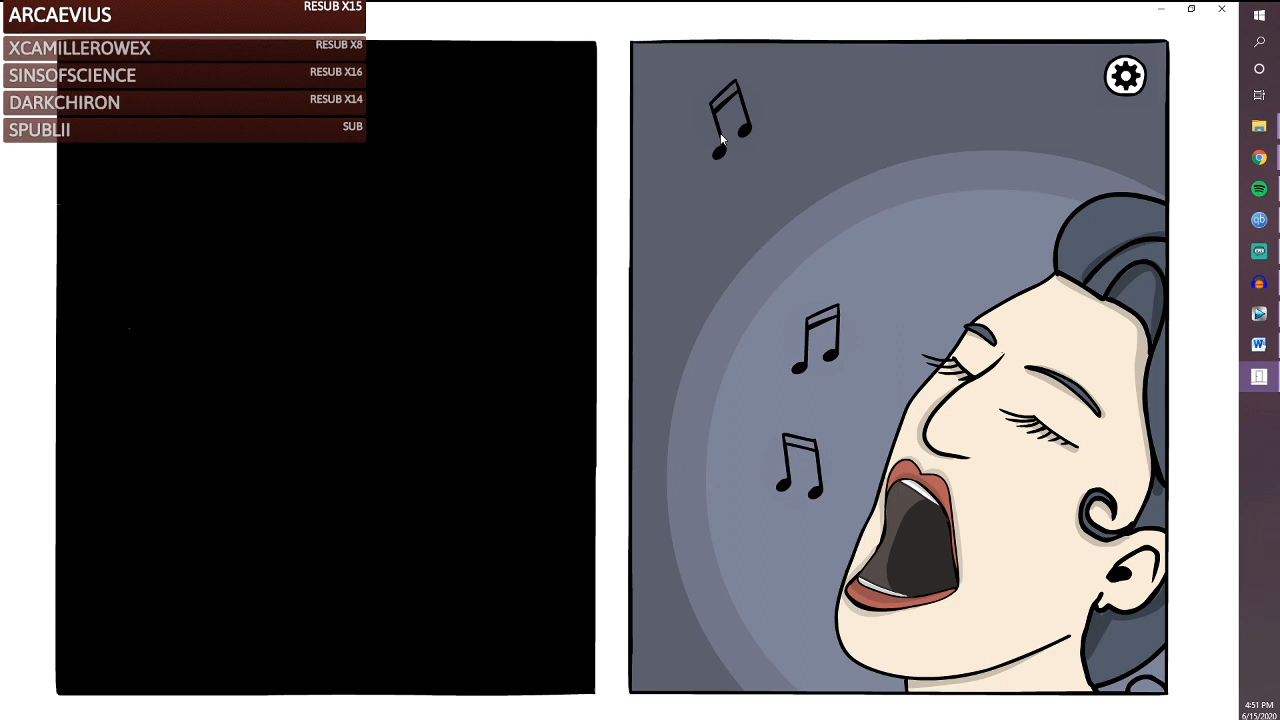 ARCAEVIUS RESUB X15
XCAMILLEROWEX RESUB X8
SINSOFSCIENCE RESUB X16
DARKCHIRON RESUB X14
SPUBLII SUB
qb
W
4:51 PM
6/15/2020